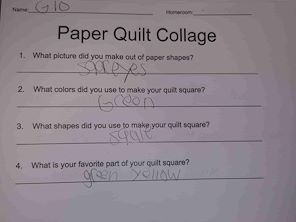 Name: GIO Homeroom:
Paper Quilt Collage
1. What picture did you make out of paper shapes?
2. What colors did you use to make your quilt square?
Green
3. What shapes did you use to make your quilt square?
4. What is your favorite part of your quilt square?
green yellow